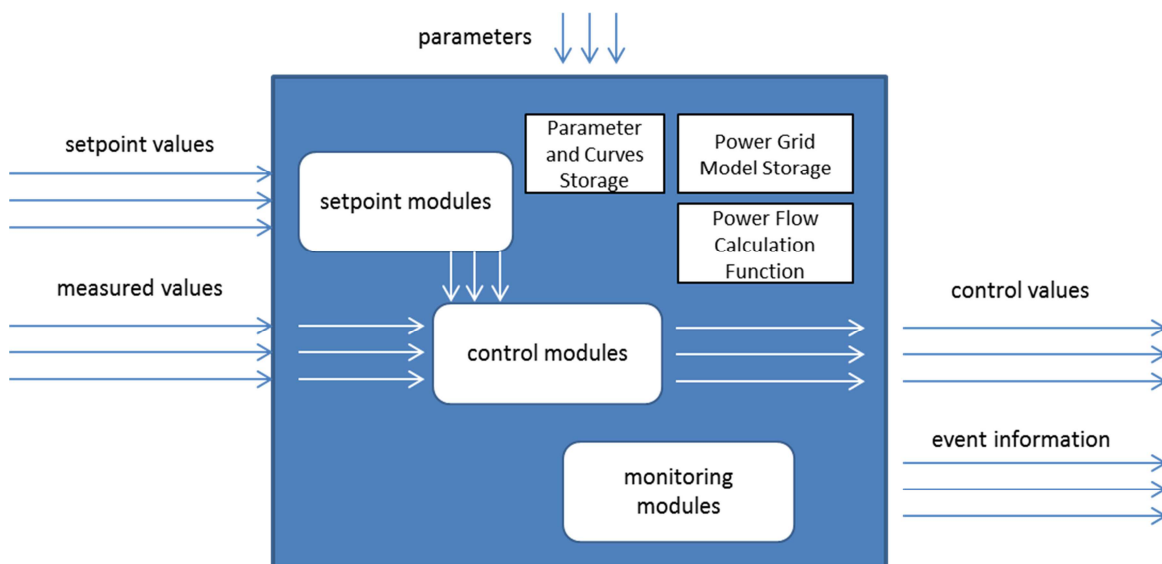 parameters
setpoint values
Parameter
and Curves
Storage
Power Grid
Model Storage
setpoint modules
Power Flow
Calculation
Function
measured values
control values
control modules
event information
monitoring
modules